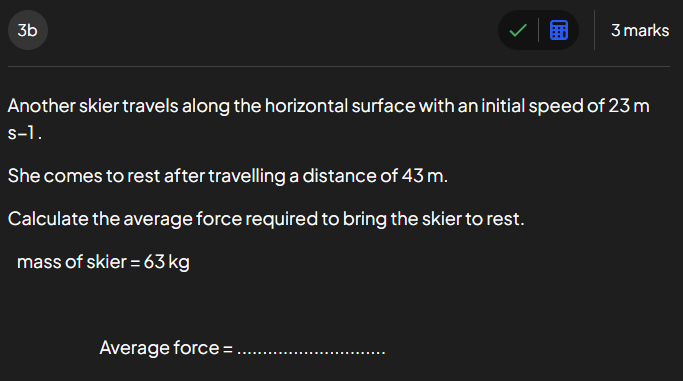 3b
3 marks
Another skier travels along the horizontal surface with an initial speed of 23 m
s−1 .
She comes to rest after travelling a distance of 43 m.
Calculate the average force required to bring the skier to rest.
mass of skier = 63 kg
Average force = .............................